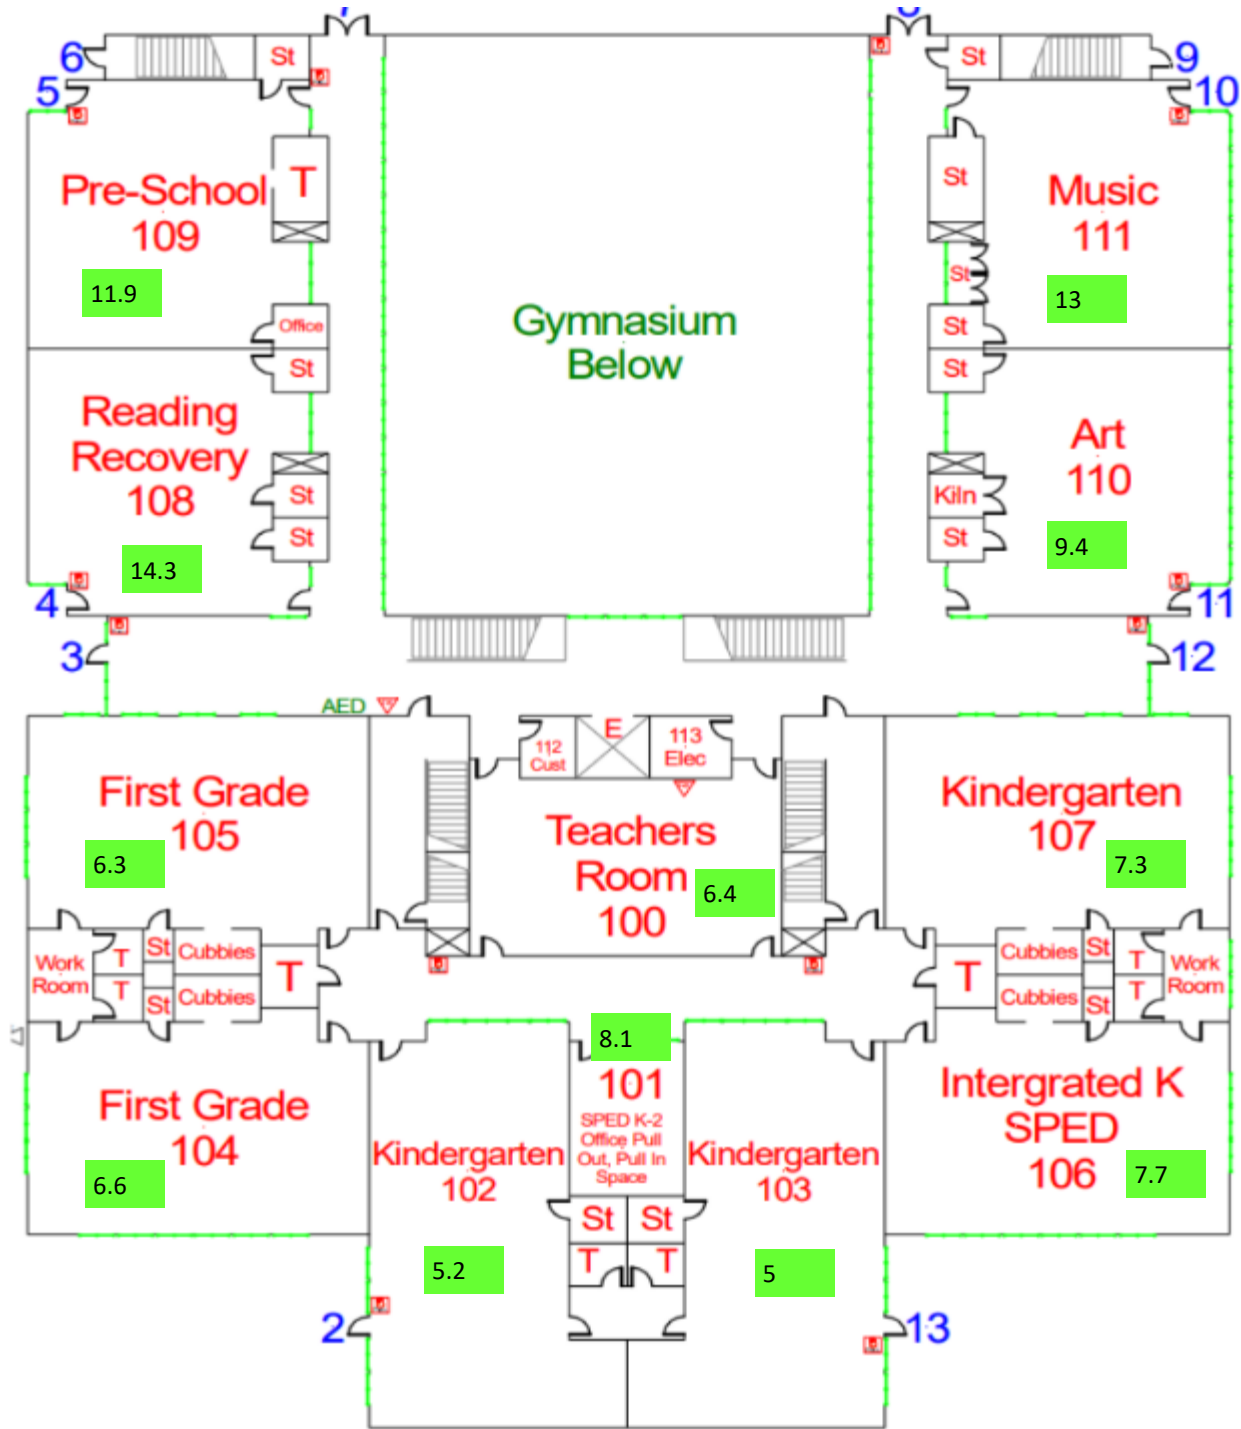 7
8
6
St
St
9
5
10
Pre-School
109
T
St
Music
111
11.9
St
13
Office
St
Gymnasium
Below
St
St
Reading
Recovery
108
Art
110
St
Kiln
St
St
14.3
9.4
4
11
3
12
AED
E
112
Cust
113
Elec
First Grade
105
Teachers
Room
100
Kindergarten
107
6.3
6.4
7.3
Work
Room
T
T
St
St
Cubbies
Cubbies
T
T
Cubbies
Cubbies
St
St
T
T
Work
Room
8.1
101
SPED K-2
Office Pull
Out, Pull In
Space
First Grade
104
Kindergarten
102
Kindergarten
103
Intergrated K
SPED
106
6.6
7.7
St
St
T
T
5.2
5
2
13